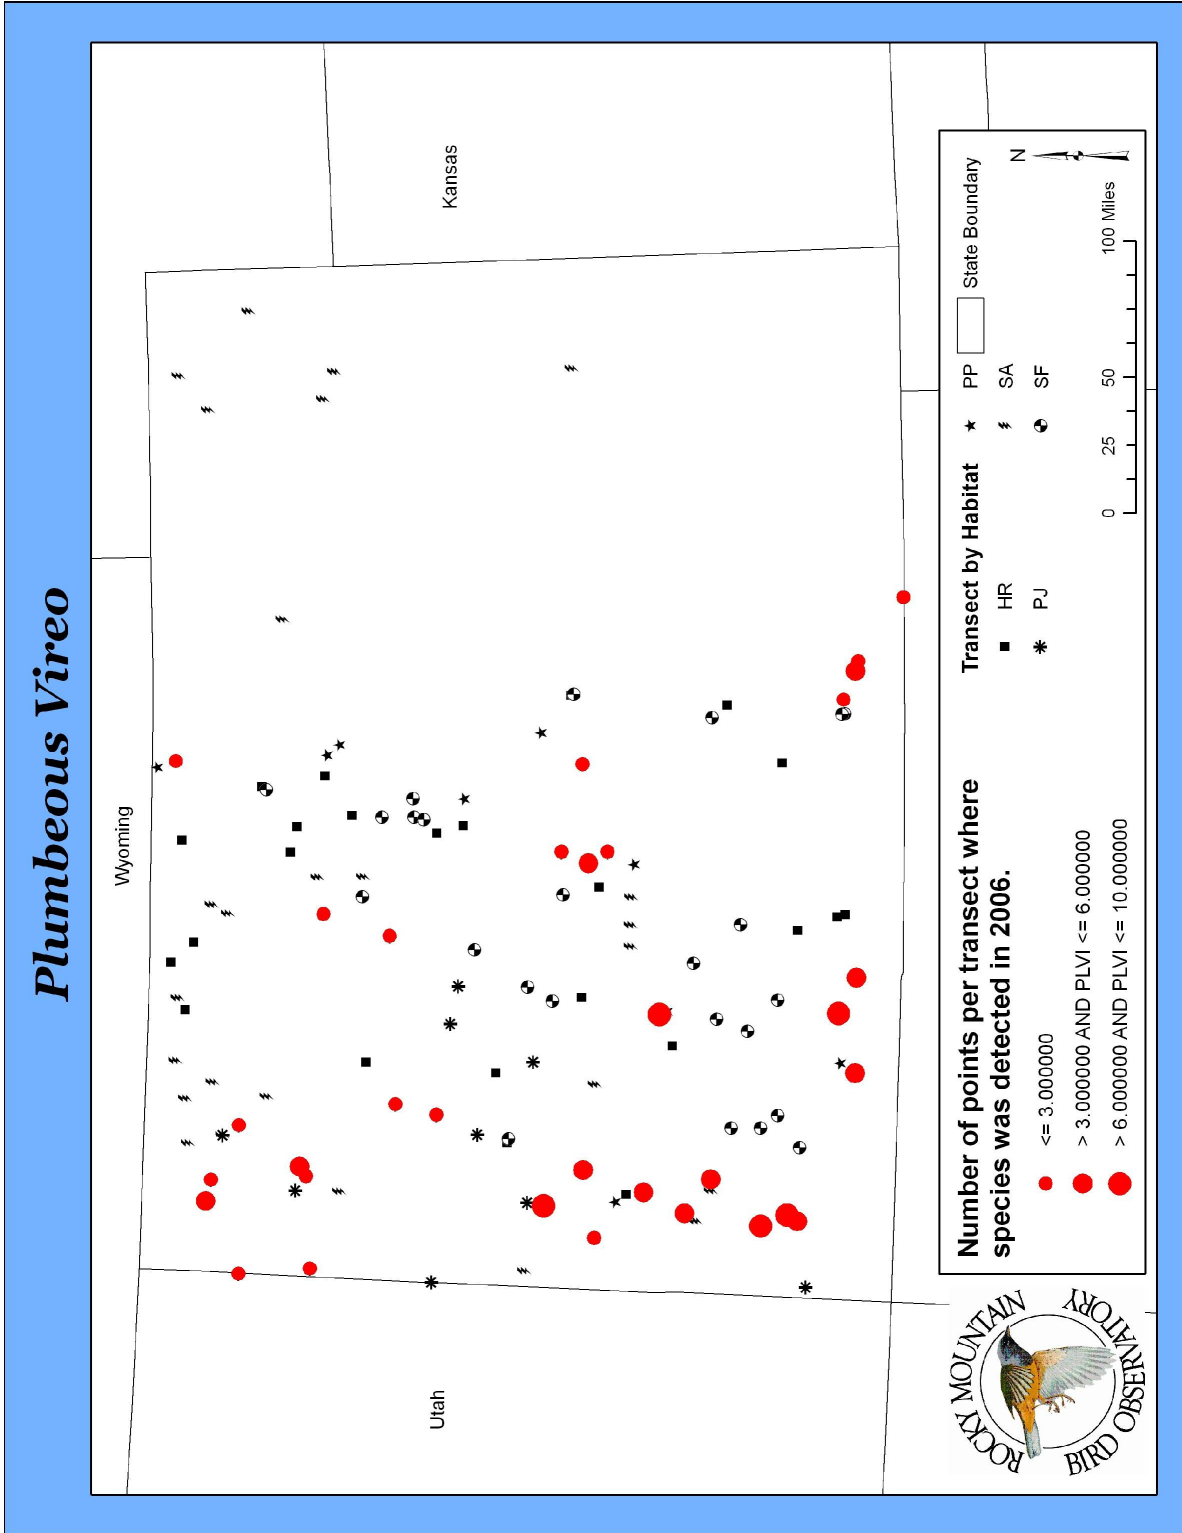 Plumbeous Vireo
Wyoming
Kansas
Utah
Number of points per transect where
species was detected in 2006.
<= 3.000000
> 3.000000 AND PLVI <= 6.000000
> 6.000000 AND PLVI <= 10.000000
Transect by Habitat
HR
PJ
PP
SA
SF
State Boundary
N
0 25 50 100 Miles
ROCKY MOUNTAIN
BIRD OBSERVATORY